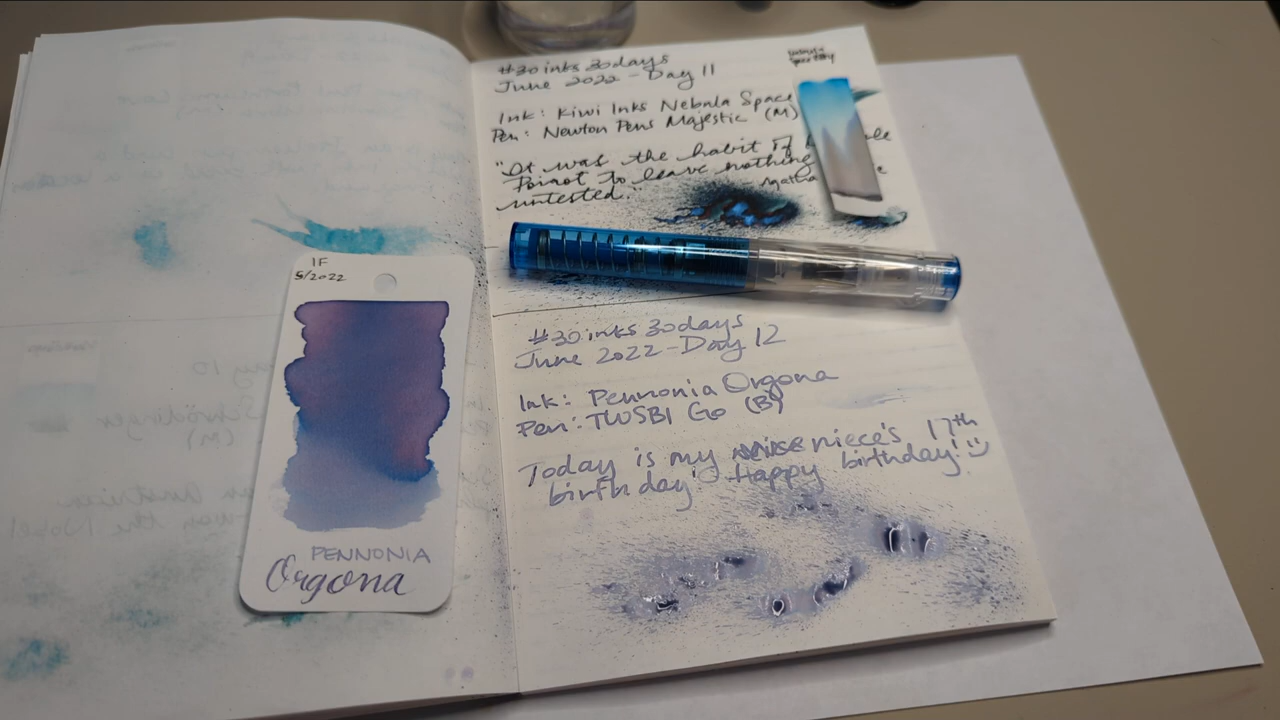 IF
5/2022
PENNONIA
Orgona
#30inks30days
June 2022 - Day 11
Ink: Kiwi Inks Nebula Space
Pen: Newton Pens Majestic (M)
"It was the habit of
Poirot to leave nothing
untested." Agatha
#30inks30days
June 2022 - Day 12
Ink: Pennonia Orgona
Pen: TWSBI Go (B)
Today is my niece's 17th
birthday! Happy birthday!